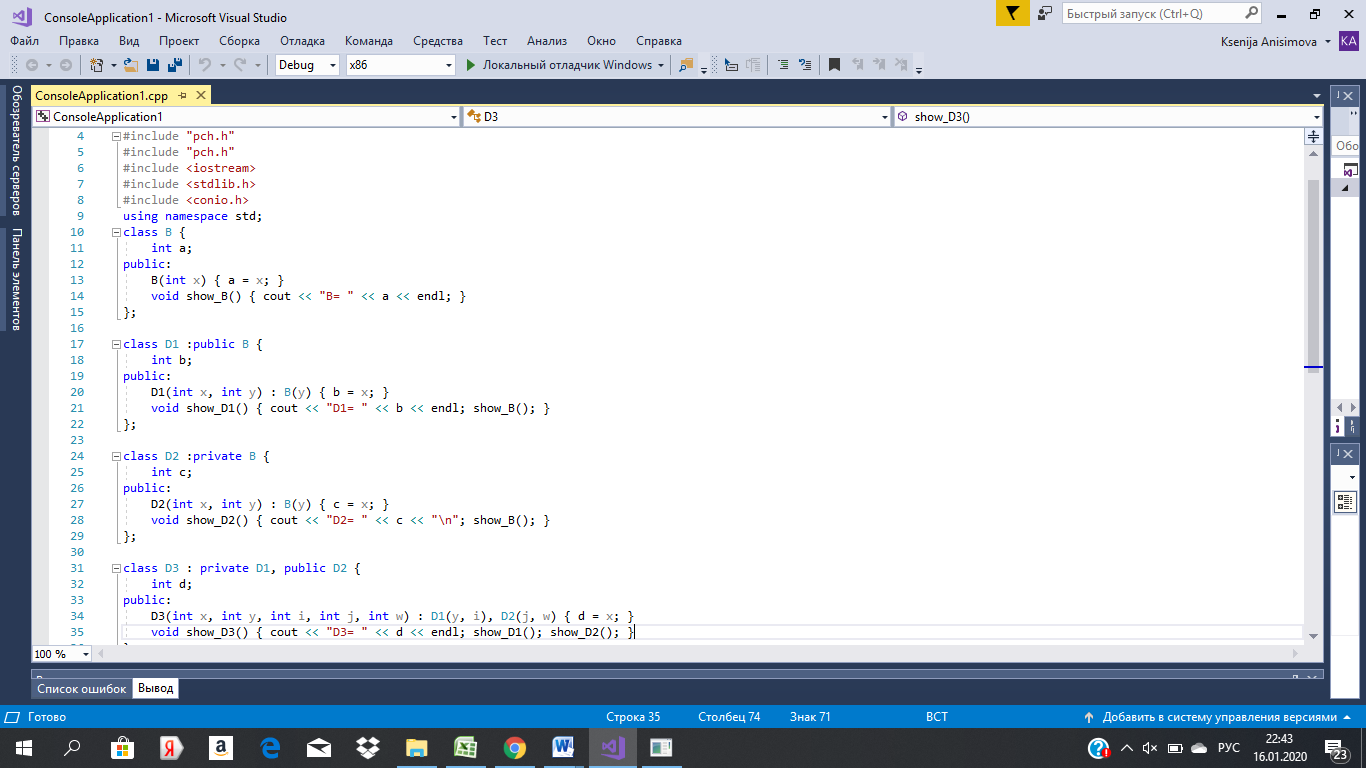 ConsoleApplication1 - Microsoft Visual Studio
Быстрый запуск (Ctrl+Q)
Файл Правка Вид Проект Сборка Отладка Команда Средства Тест Анализ Окно Справка
Ksenija Anisimova KA
Debug x86 Локальный отладчик Windows
Обозреватель серверов
Панель элементов
ConsoleApplication1.cpp
ConsoleApplication1 D3 show_D3()
Обо
4 #include "pch.h"
5 #include "pch.h"
6 #include <iostream>
7 #include <stdlib.h>
8 #include <conio.h>
9 using namespace std;
10 class B {
11 int a;
12 public:
13 B(int x) { a = x; }
14 void show_B() { cout << "B= " << a << endl; }
15 };
16
17 class D1 :public B {
18 int b;
19 public:
20 D1(int x, int y) : B(y) { b = x; }
21 void show_D1() { cout << "D1= " << b << endl; show_B(); }
22 };
23
24 class D2 :private B {
25 int c;
26 public:
27 D2(int x, int y) : B(y) { c = x; }
28 void show_D2() { cout << "D2= " << c << "\n"; show_B(); }
29 };
30
31 class D3 : private D1, public D2 {
32 int d;
33 public:
34 D3(int x, int y, int i, int j, int w) : D1(y, i), D2(j, w) { d = x; }
35 void show_D3() { cout << "D3= " << d << endl; show_D1(); show_D2(); }
100 %
Список ошибок Вывод
Готово Строка 35 Столбец 74 Знак 71 ВСТ Добавить в систему управления версиями
РУС
22:43
16.01.2020
23